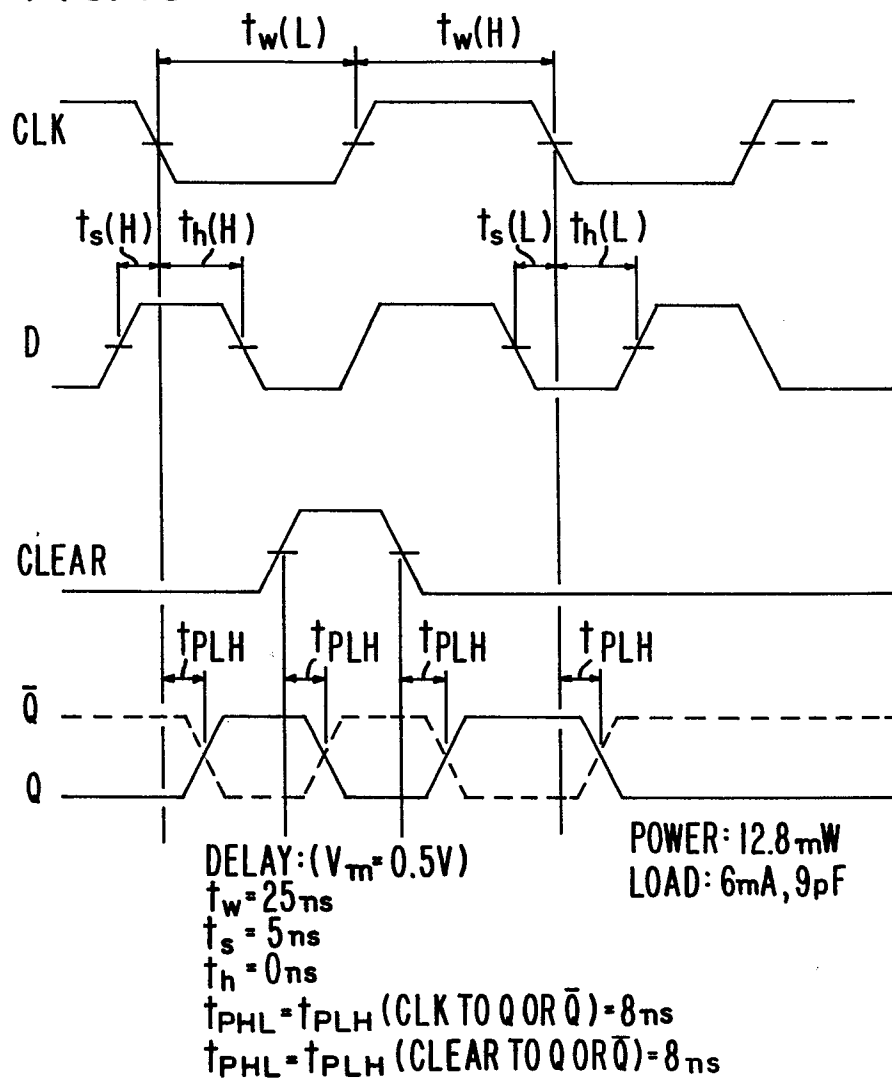 tw(L) tw(H)
CLK
ts(H) th(H) ts(L) th(L)
D
CLEAR
tPLH tPLH tPLH tPLH
Q̄
Q
POWER: 12.8mW
LOAD: 6mA, 9pF
DELAY: (Vm = 0.5V)
tw = 25ns
ts = 5ns
th = 0ns
tPHL = tPLH (CLK TO Q OR Q̄) = 8ns
tPHL = tPLH (CLEAR TO Q OR Q̄) = 8ns